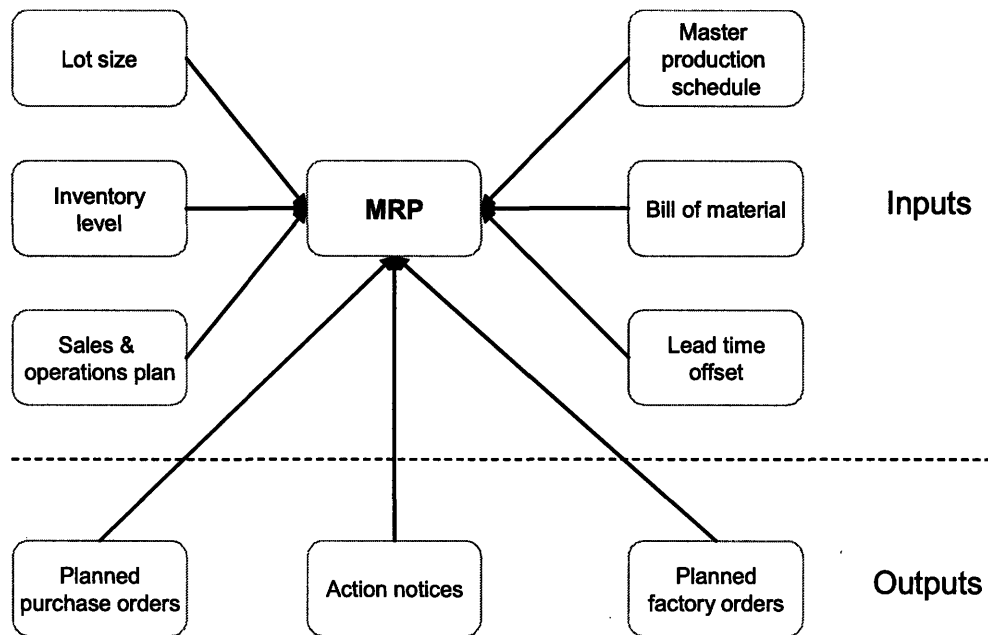 Lot size
Master
production
schedule
Inventory
level
MRP
Bill of material
Inputs
Sales &
operations plan
Lead time
offset
Planned
purchase orders
Action notices
Planned
factory orders
Outputs